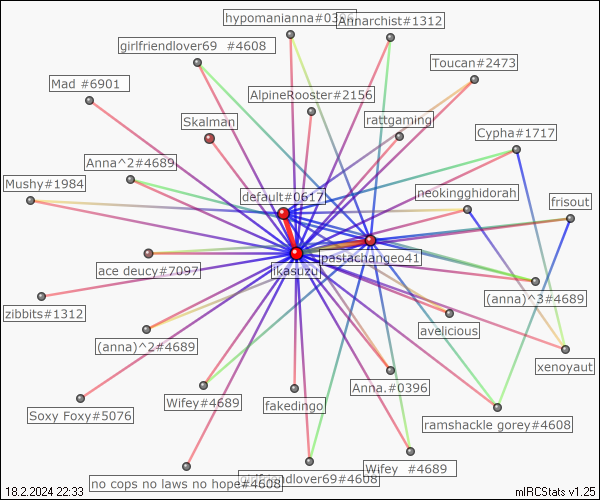 hypomanianna#0396
Annarchist#1312
girlfriendlover69 #4608
Toucan#2473
Mad #6901
AlpineRooster#2156
Skalman
rattgaming
Cypha#1717
Anna^2#4689
Mushy#1984
default#0617
neokingghidorah
frisout
pastachangeo41
ikasuzu
ace deucy#7097
zibbits#1312
(anna)^3#4689
avelicious
(anna)^2#4689
xenoyaut
Anna.#0396
Wifey#4689
fakedingo
Soxy Foxy#5076
ramshackle gorey#4608
Wifey #4689
girlfriendlover69#4608
no cops no laws no hope#4608
18.2.2024 22:33
mIRCStats v1.25